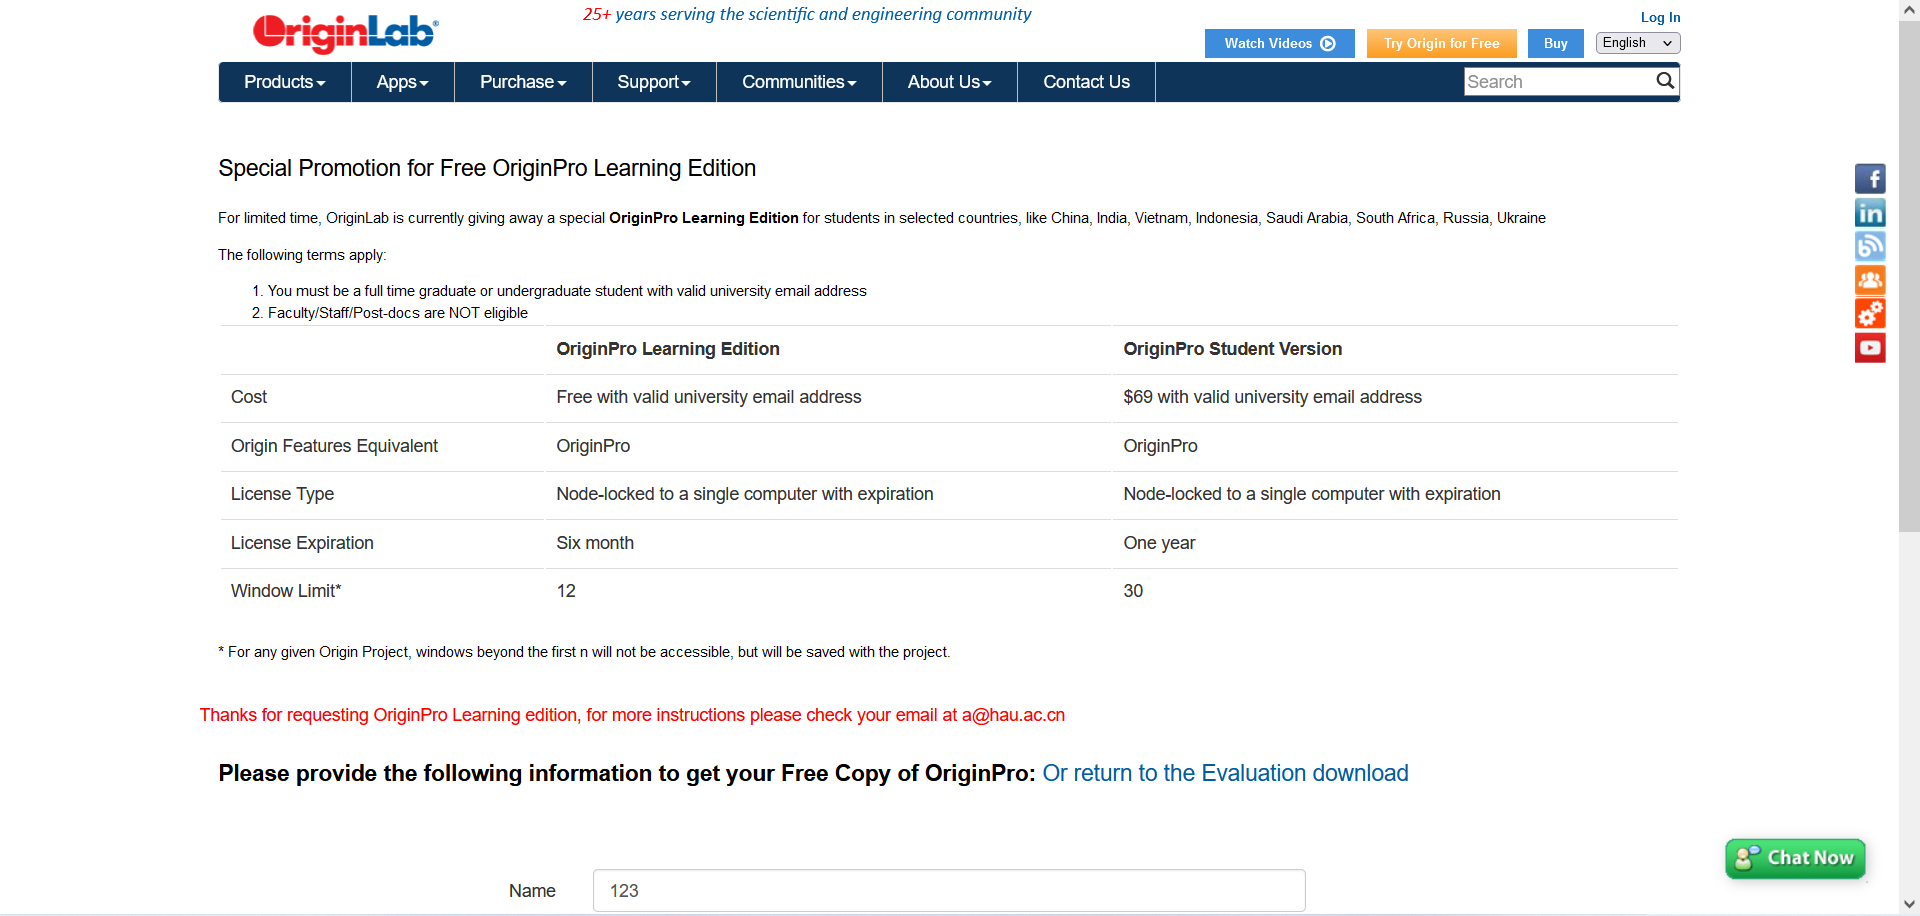 OriginLab®
25+ years serving the scientific and engineering community
Log In
Watch Videos
Try Origin for Free
Buy
English
Products
Apps
Purchase
Support
Communities
About Us
Contact Us
Search
Special Promotion for Free OriginPro Learning Edition
For limited time, OriginLab is currently giving away a special OriginPro Learning Edition for students in selected countries, like China, India, Vietnam, Indonesia, Saudi Arabia, South Africa, Russia, Ukraine
The following terms apply:
1. You must be a full time graduate or undergraduate student with valid university email address
2. Faculty/Staff/Post-docs are NOT eligible
OriginPro Learning Edition OriginPro Student Version
Cost Free with valid university email address $69 with valid university email address
Origin Features Equivalent OriginPro OriginPro
License Type Node-locked to a single computer with expiration Node-locked to a single computer with expiration
License Expiration Six month One year
Window Limit* 12 30
* For any given Origin Project, windows beyond the first n will not be accessible, but will be saved with the project.
Thanks for requesting OriginPro Learning edition, for more instructions please check your email at a@hau.ac.cn
Please provide the following information to get your Free Copy of OriginPro: Or return to the Evaluation download
Chat Now
Name 123